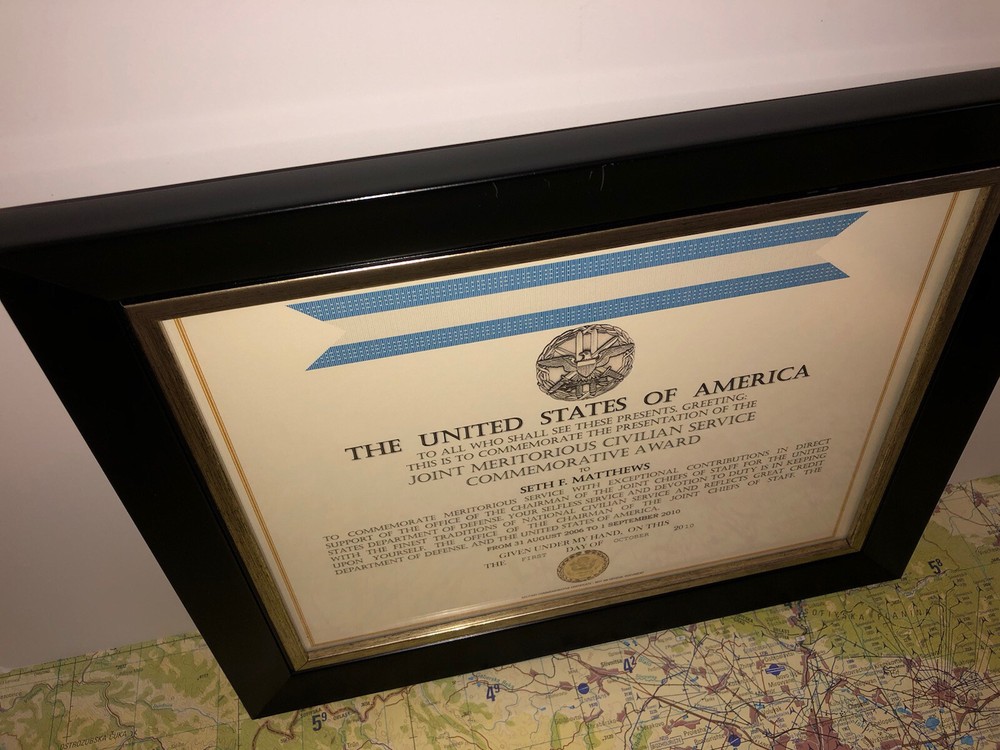 THE UNITED STATES OF AMERICA
TO ALL WHO SHALL SEE THESE PRESENTS, GREETING:
THIS IS TO COMMEMORATE THE PRESENTATION OF THE
JOINT MERITORIOUS CIVILIAN SERVICE
COMMEMORATIVE AWARD
TO
SETH F. MATTHEWS
TO COMMEMORATE MERITORIOUS SERVICE WITH EXCEPTIONAL CONTRIBUTIONS IN DIRECT
SUPPORT OF THE OFFICE OF THE CHAIRMAN OF THE JOINT CHIEFS OF STAFF FOR THE UNITED
STATES DEPARTMENT OF DEFENSE. YOUR SELFLESS SERVICE AND DEVOTION TO DUTY IS IN KEEPING
WITH THE FINEST TRADITIONS OF NATIONAL CIVILIAN SERVICE AND REFLECTS GREAT CREDIT
UPON YOURSELF, THE OFFICE OF THE CHAIRMAN OF THE JOINT CHIEFS OF STAFF, THE
DEPARTMENT OF DEFENSE, AND THE UNITED STATES OF AMERICA.
FROM 31 AUGUST 2006 TO 1 SEPTEMBER 2010
GIVEN UNDER MY HAND, ON THIS 2010
THE FIRST DAY OF OCTOBER
5⁸
4²
4⁹
5⁹